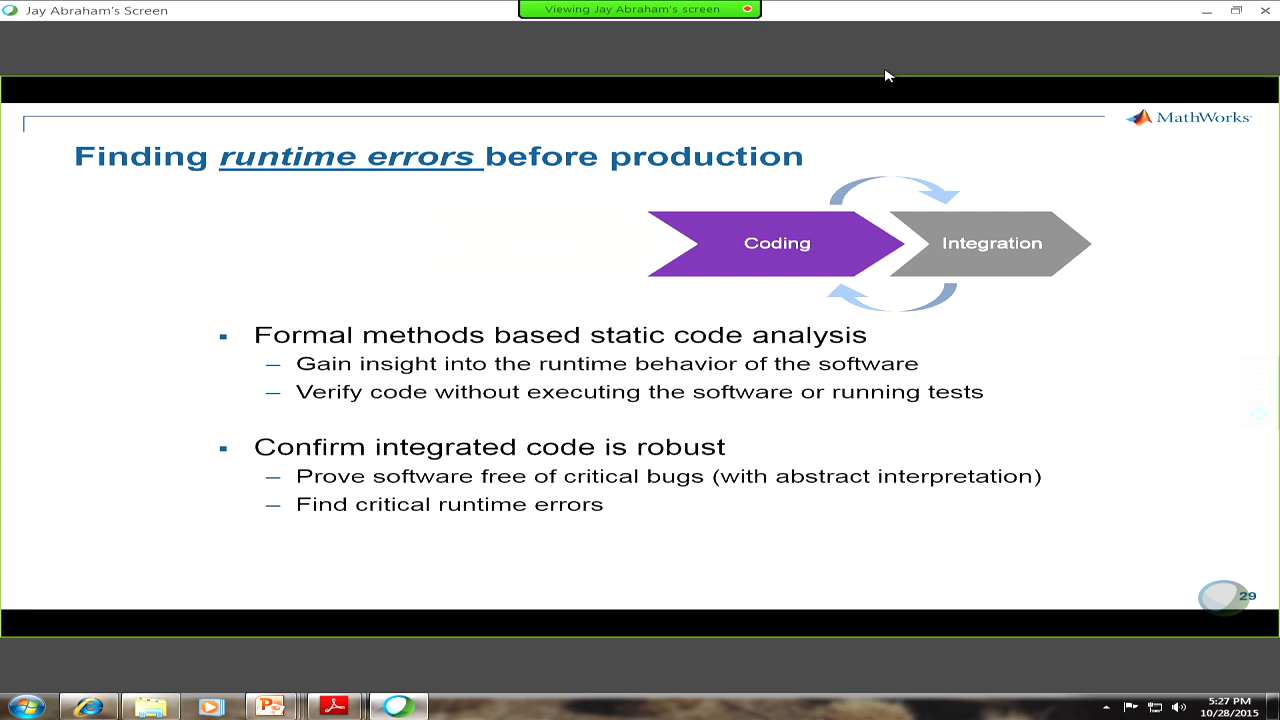 Jay Abraham's Screen
Viewing Jay Abraham's screen
MathWorks
Finding runtime errors before production
Coding
Integration
Formal methods based static code analysis
Gain insight into the runtime behavior of the software
Verify code without executing the software or running tests
Confirm integrated code is robust
Prove software free of critical bugs (with abstract interpretation)
Find critical runtime errors
29
5:27 PM
10/28/2015